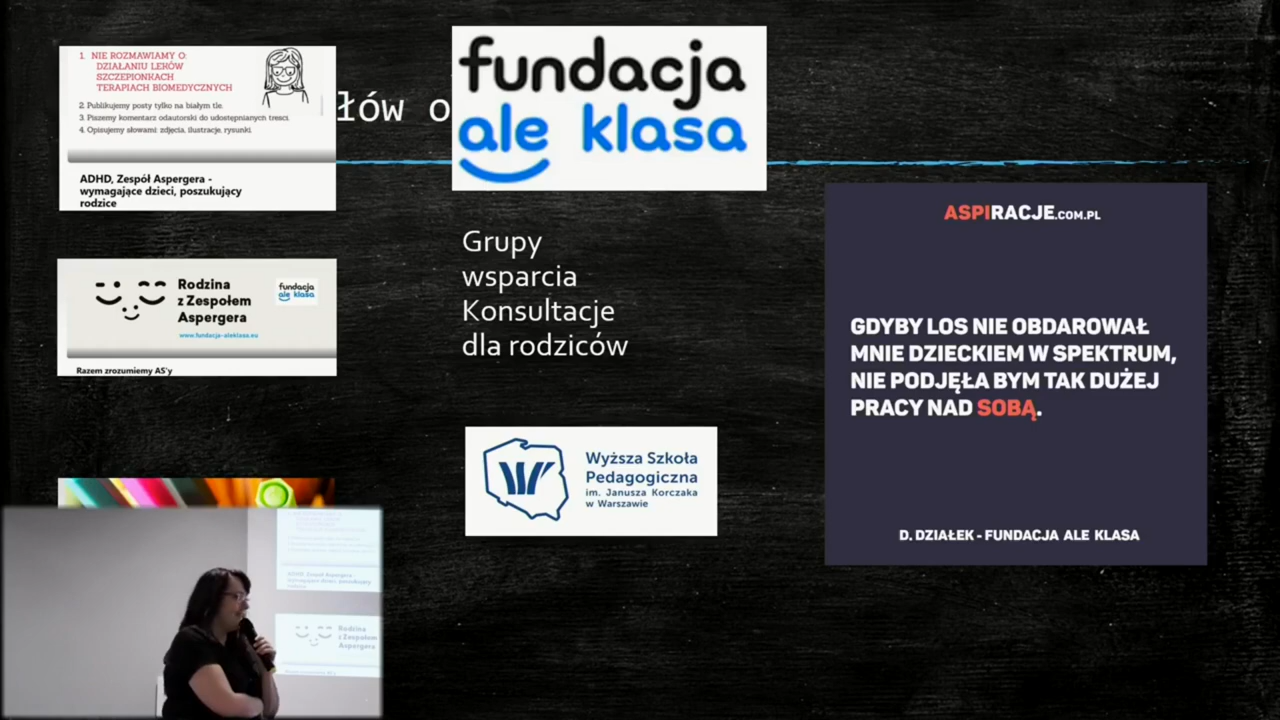 1. NIE ROZMAWIAMY O:
DZIAŁANIU LEKÓW
SZCZEPIONKACH
TERAPIACH BIOMEDYCZNYCH
2. Publikujemy posty tylko na białym tle.
3. Piszemy komentarz odautorski do udostępnianych treści.
4. Opisujemy słowami: zdjęcia, ilustracje, rysunki.
ADHD, Zespół Aspergera -
wymagające dzieci, poszukujący
rodzice
łów o
fundacja
ale klasa
Rodzina
z Zespołem
Aspergera
www.fundacja-aleklasa.eu
fundacja
ale klasa
Razem zrozumiemy AS'y
Grupy
wsparcia
Konsultacje
dla rodziców
Wyższa Szkoła
Pedagogiczna
im. Janusza Korczaka
w Warszawie
ASPIRACJE.COM.PL
GDYBY LOS NIE OBDAROWAŁ
MNIE DZIECKIEM W SPEKTRUM,
NIE PODJĘŁA BYM TAK DUŻEJ
PRACY NAD SOBĄ.
D. DZIAŁEK - FUNDACJA ALE KLASA
Rodzina
z Zespołem
Aspergera